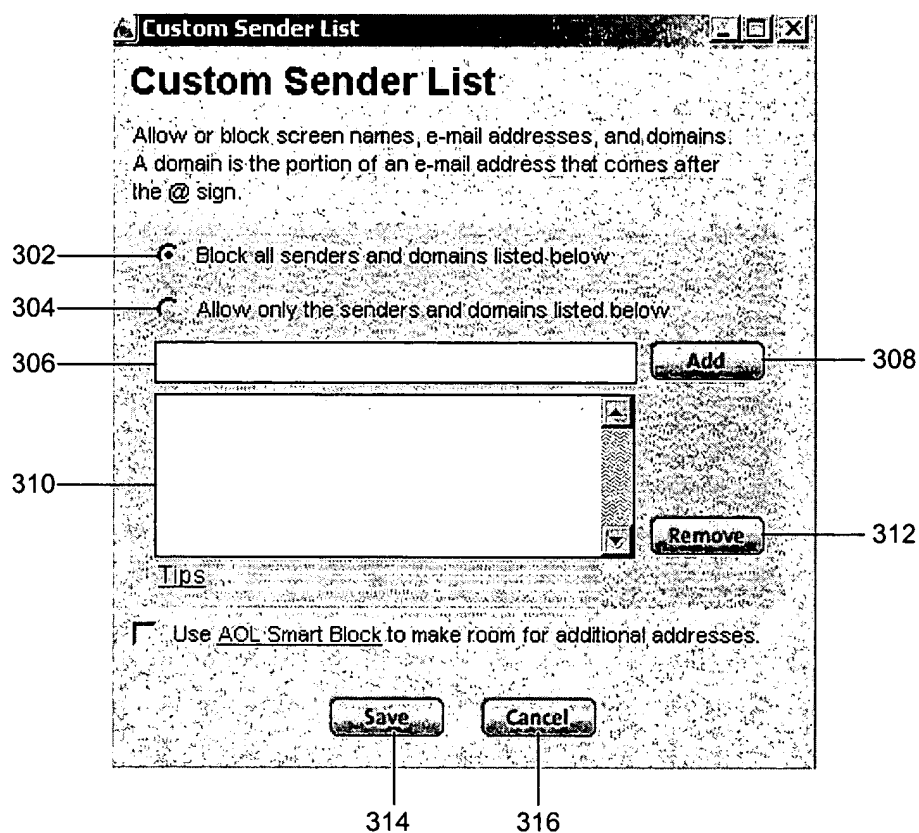 Custom Sender List
Custom Sender List
Allow or block screen names, e-mail addresses, and domains.
A domain is the portion of an e-mail address that comes after
the @ sign.
302 Block all senders and domains listed below
304 Allow only the senders and domains listed below
306 Add 308
310
Remove 312
Tips
Use AOL Smart Block to make room for additional addresses.
Save Cancel
314 316